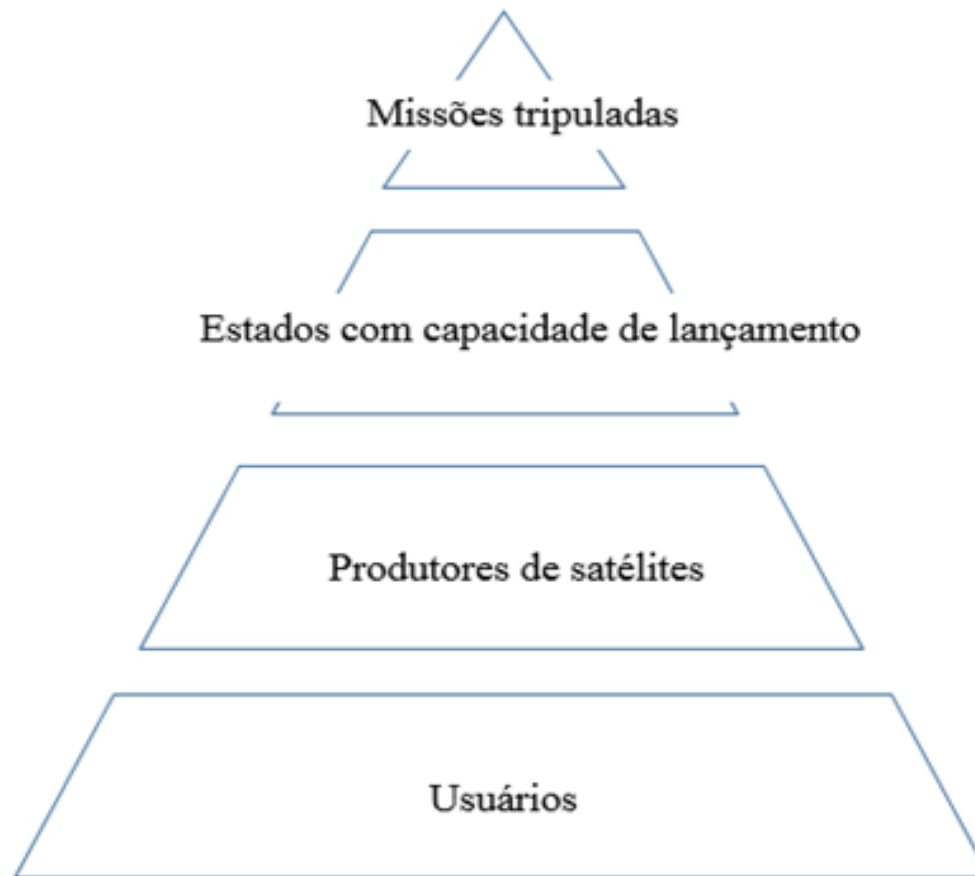 Missões tripuladas
Estados com capacidade de lançamento
Produtores de satélites
Usuários